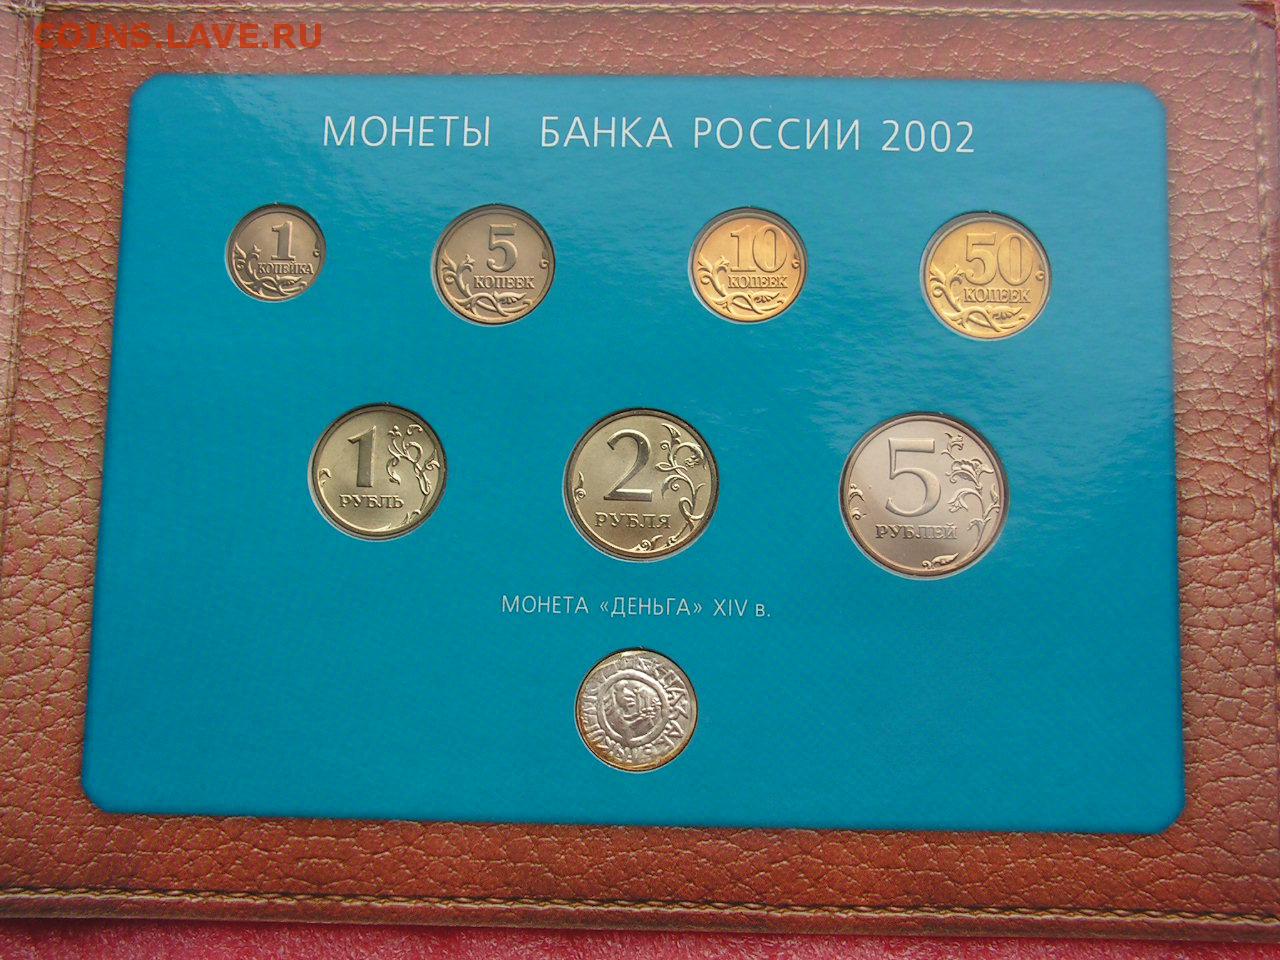 COINS.LAVE.RU
МОНЕТЫ БАНКА РОССИИ 2002
1
КОПЕЙКА
5
КОПЕЕК
10
КОПЕЕК
50
КОПЕЕК
1
РУБЛЬ
2
РУБЛЯ
5
РУБЛЕЙ
МОНЕТА «ДЕНЬГА» XIV в.